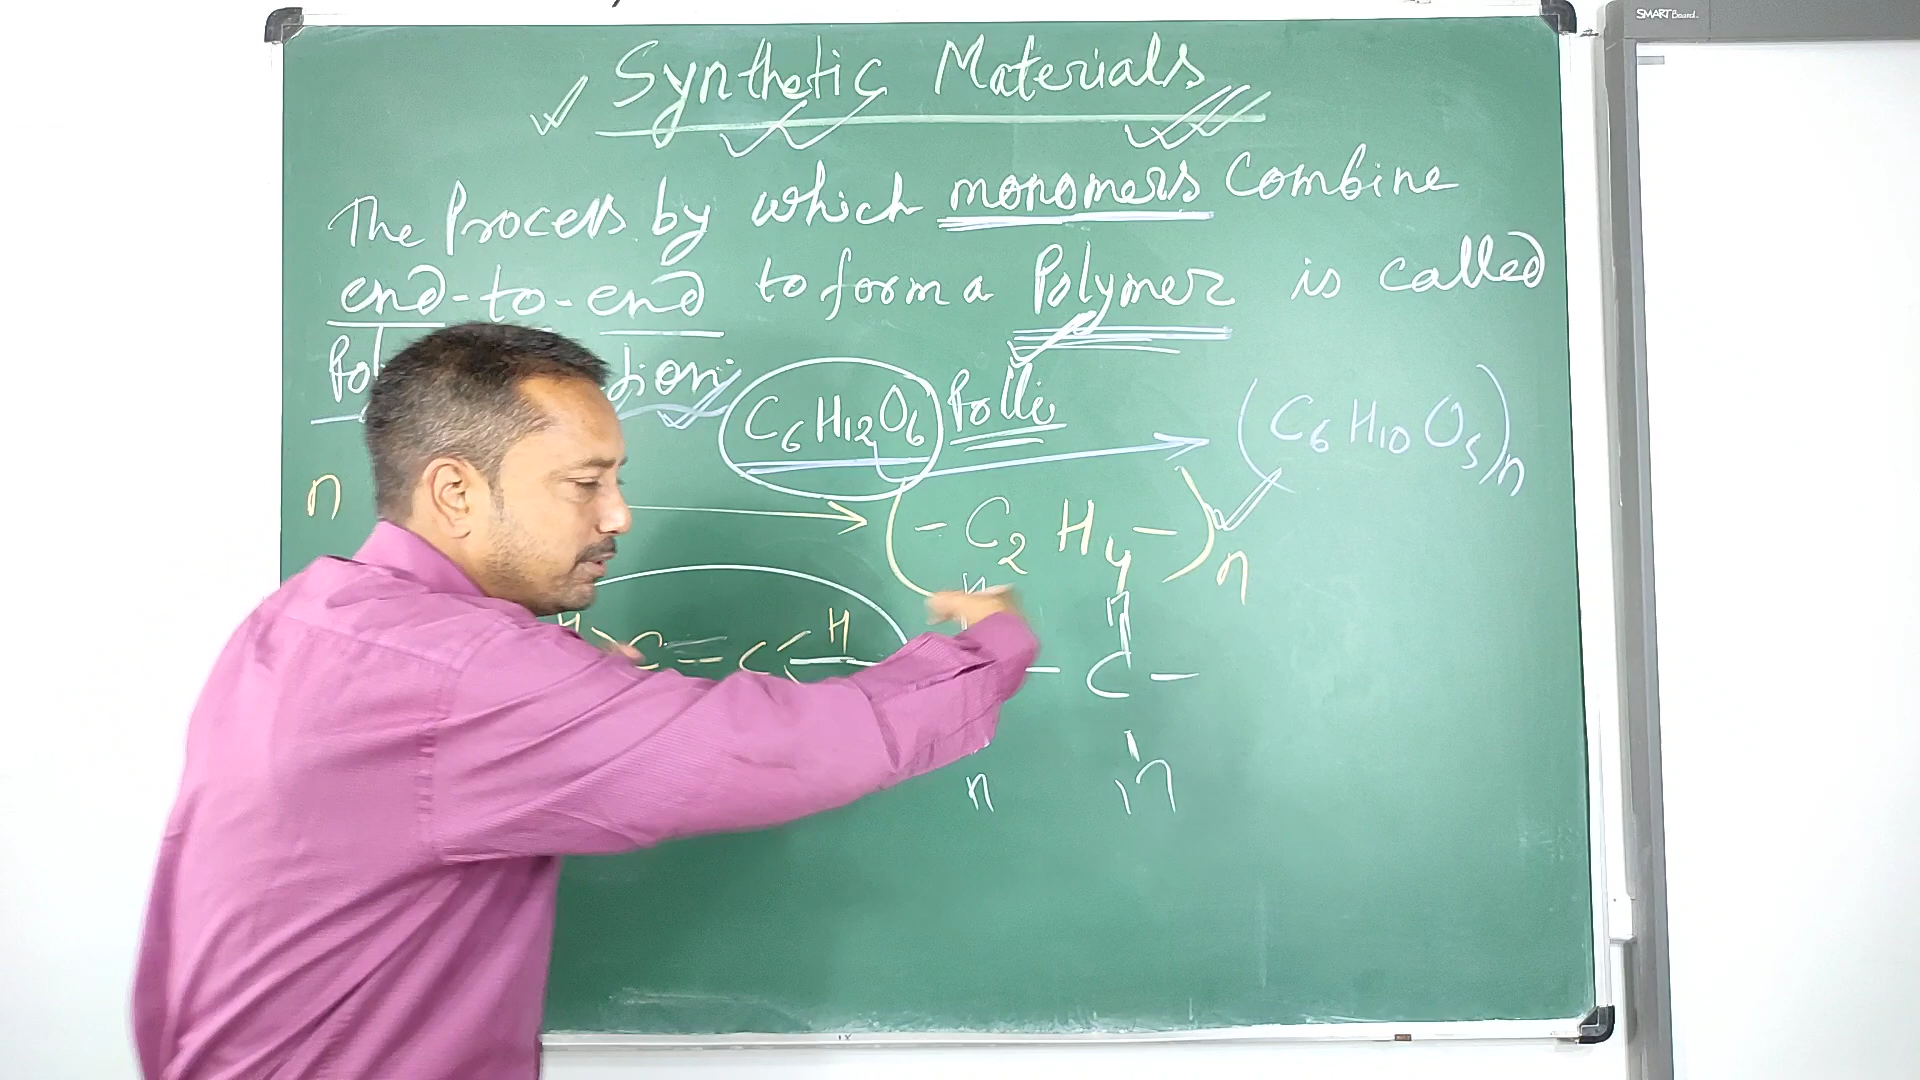 SMART Board
Synthetic Materials
The Process by which monomers Combine
end-to-end to form a Polymer is called
C6H12O6 Polli (C6H10O5)n
n (-C2H4-)n
n H
H C-C H - C -
n H